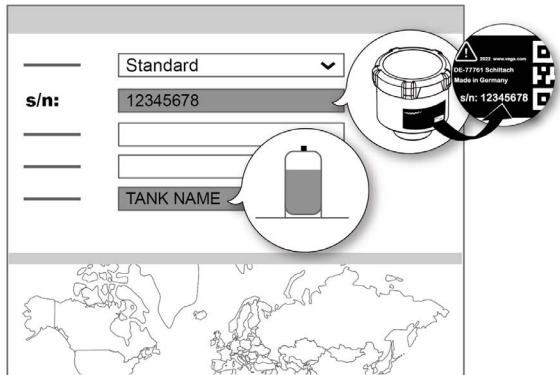 Standard
s/n:
12345678
TANK NAME
2022 www.vega.com
DE-77761 Schiltach
Made in Germany
s/n: 12345678